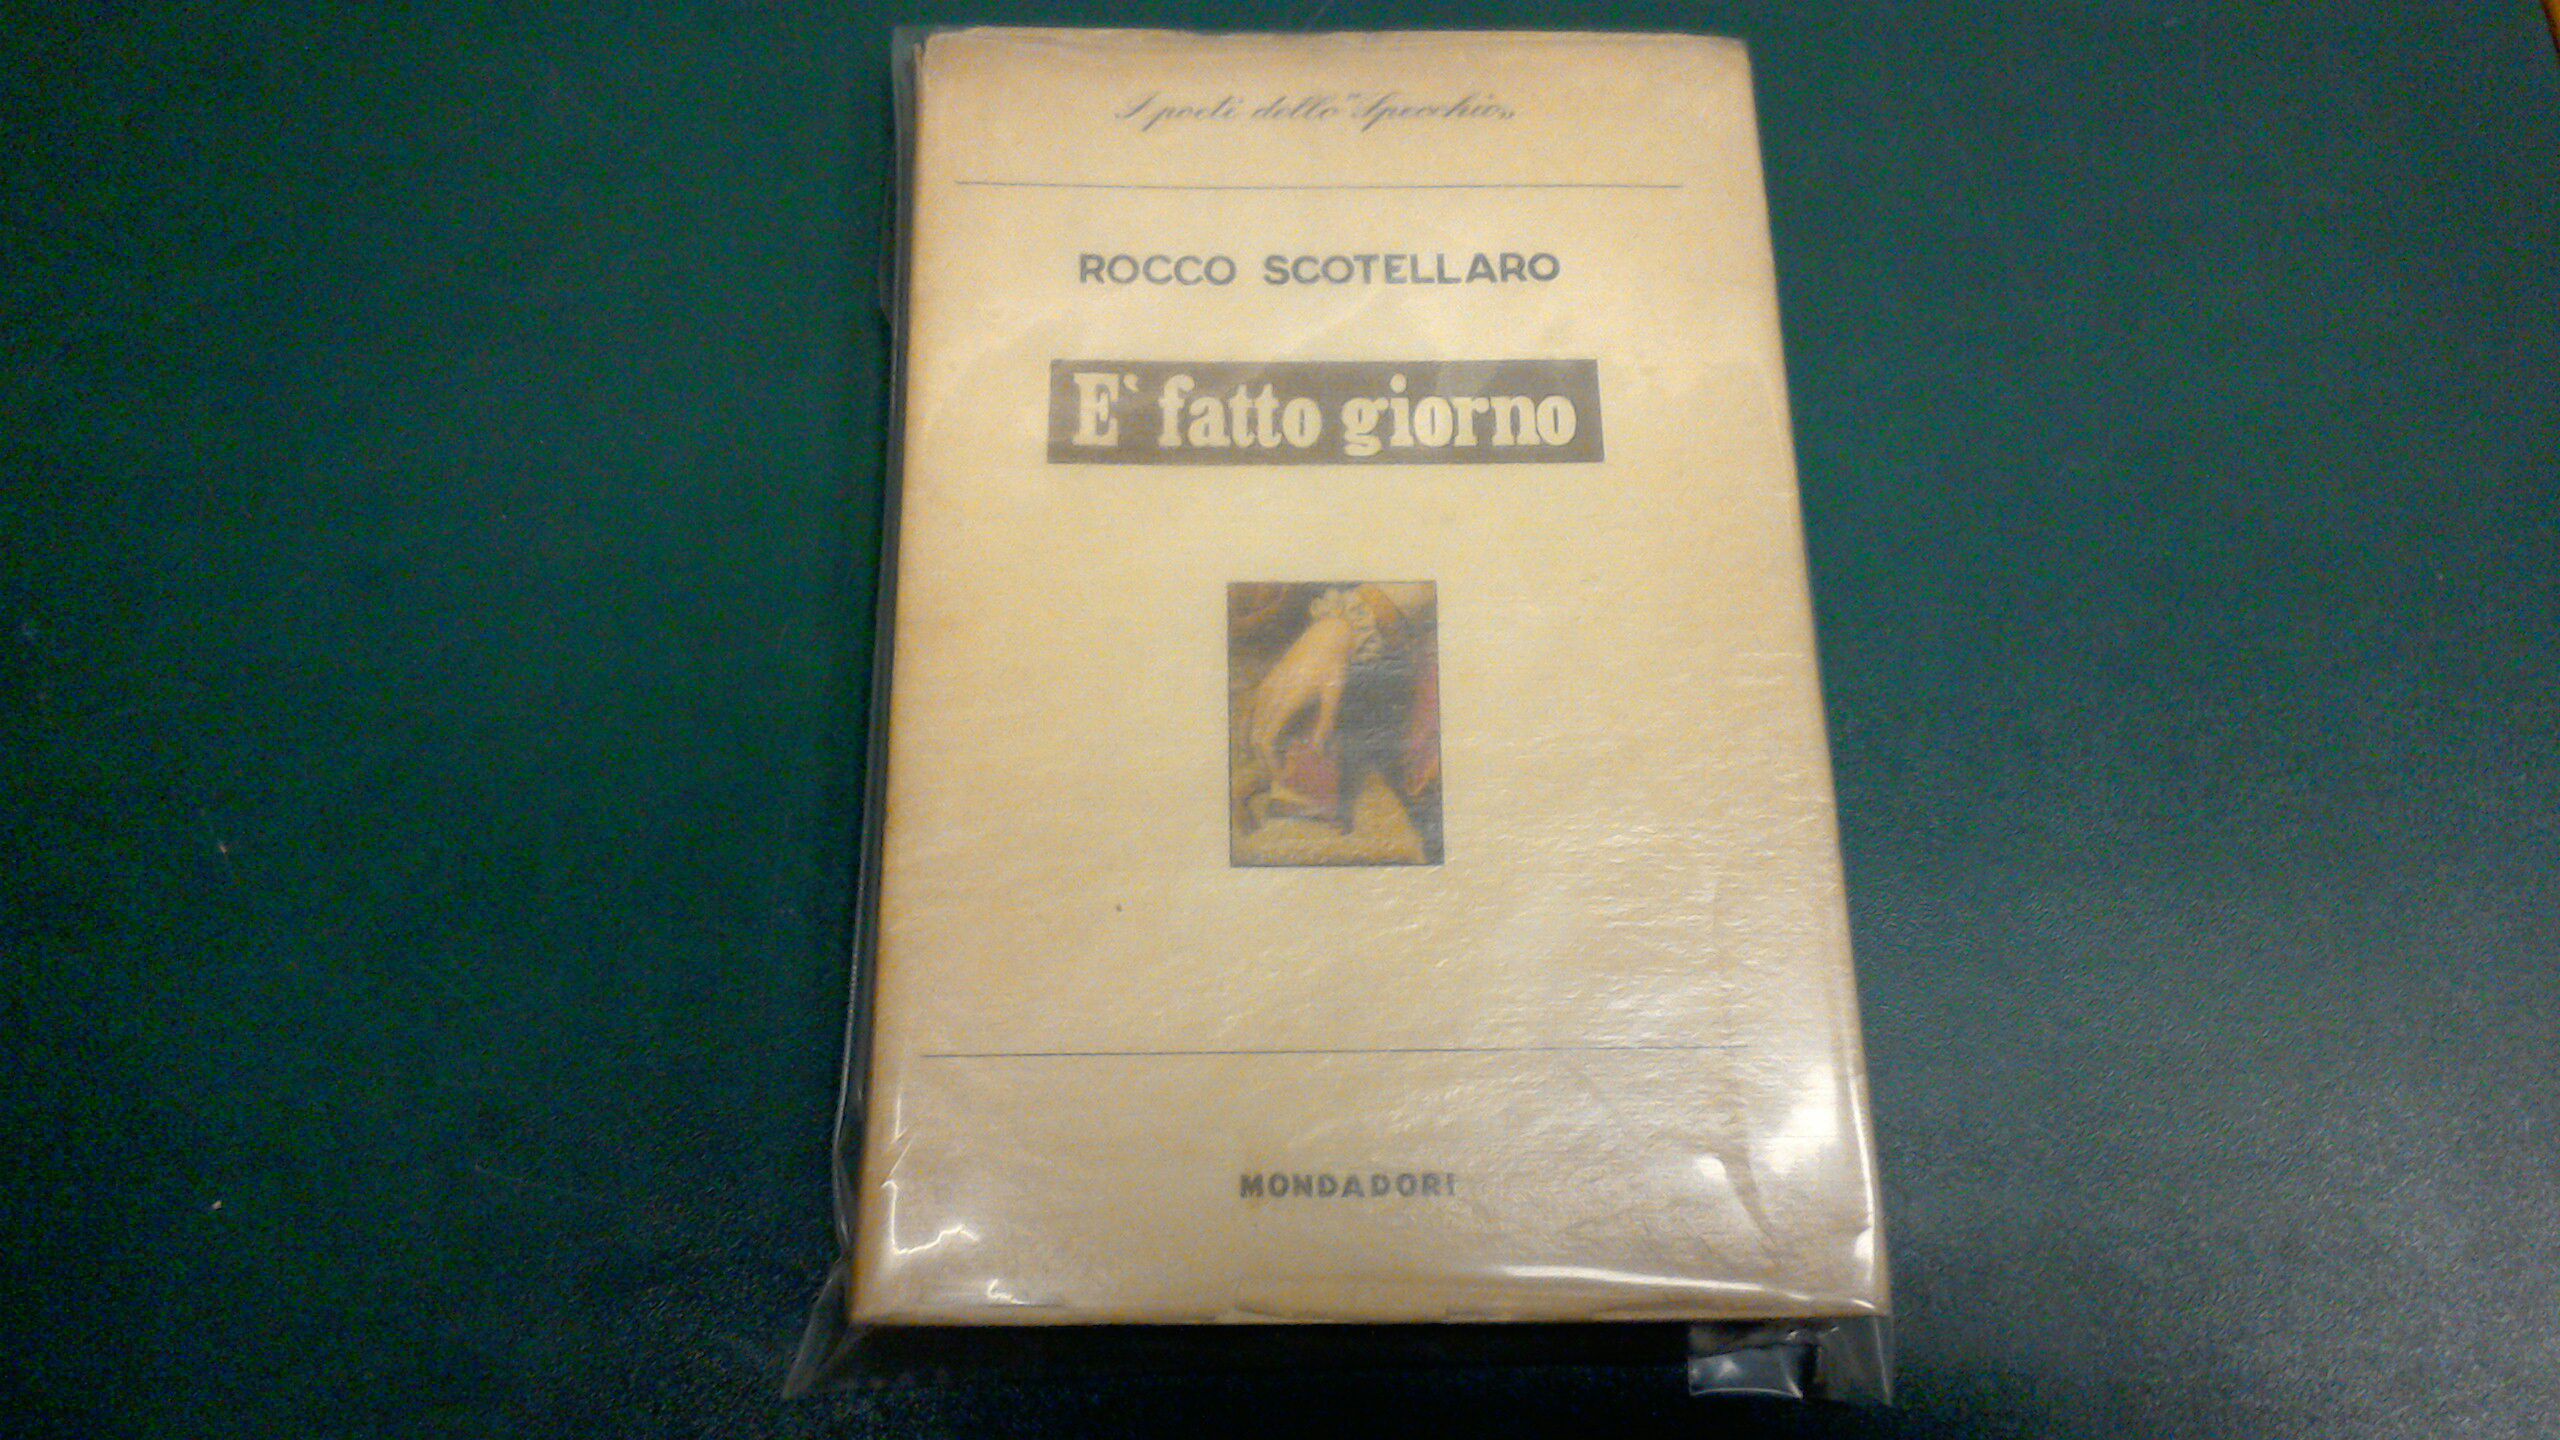 I poeti dello "Specchio„
ROCCO SCOTELLARO
E` fatto giorno
MONDADORI